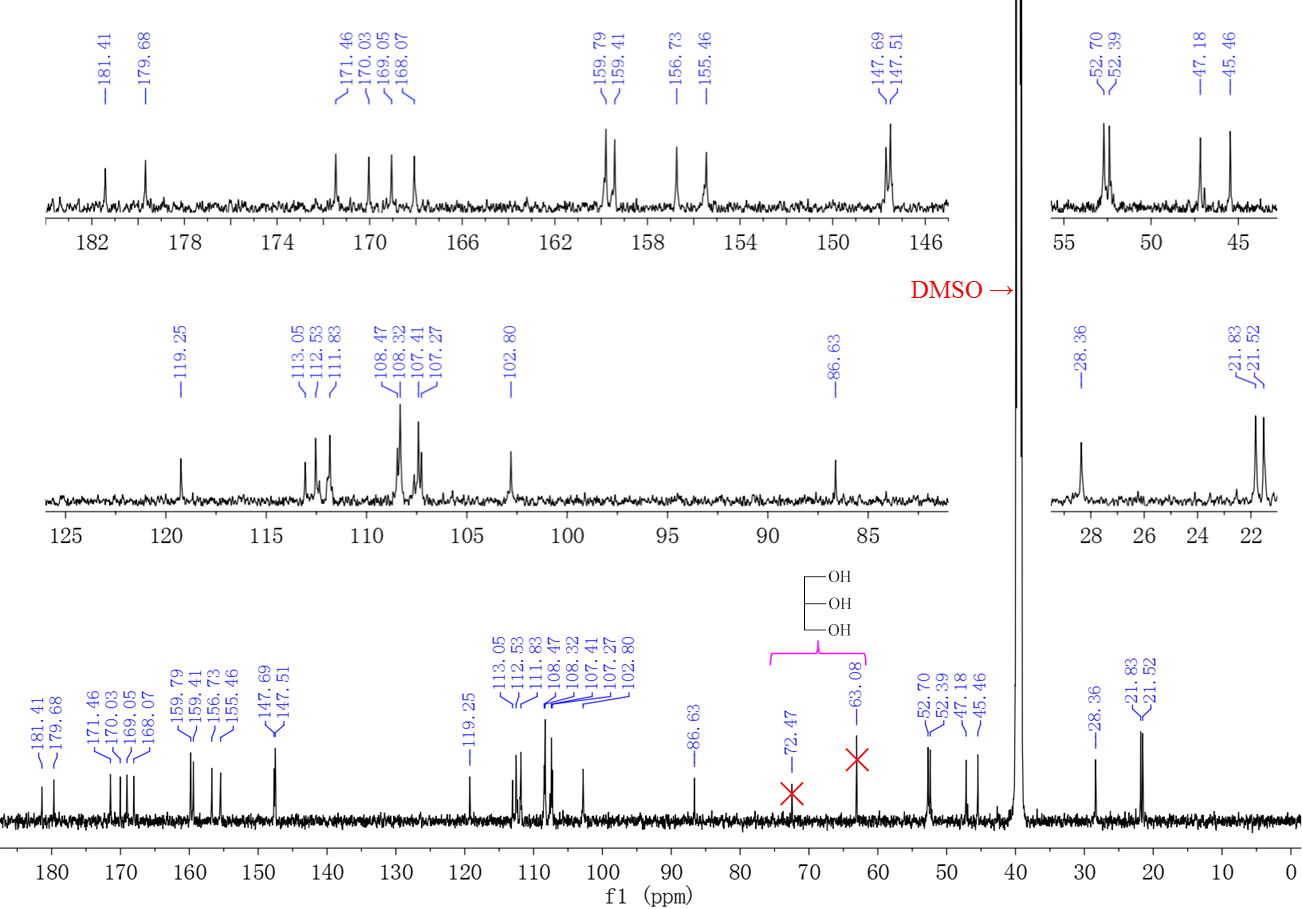 181.41 179.68 171.46 170.03 169.05 168.07 159.79 159.41 156.73 155.46 147.69 147.51
182 178 174 170 166 162 158 154 150 146
52.70 52.39 47.18 45.46
55 50 45
DMSO →
119.25 113.05 112.53 111.83 108.47 108.32 107.41 107.27 102.80 86.63
125 120 115 110 105 100 95 90 85
28.36 21.83 21.52
28 26 24 22
OH
OH
OH
181.41 179.68 171.46 170.03 169.05 168.07 159.79 159.41 156.73 155.46 147.69 147.51 119.25 113.05 112.53 111.83 108.47 108.32 107.41 107.27 102.80 86.63 72.47 63.08 52.70 52.39 47.18 45.46 28.36 21.83 21.52
180 170 160 150 140 130 120 110 100 90 80 70 60 50 40 30 20 10 0
f1 (ppm)